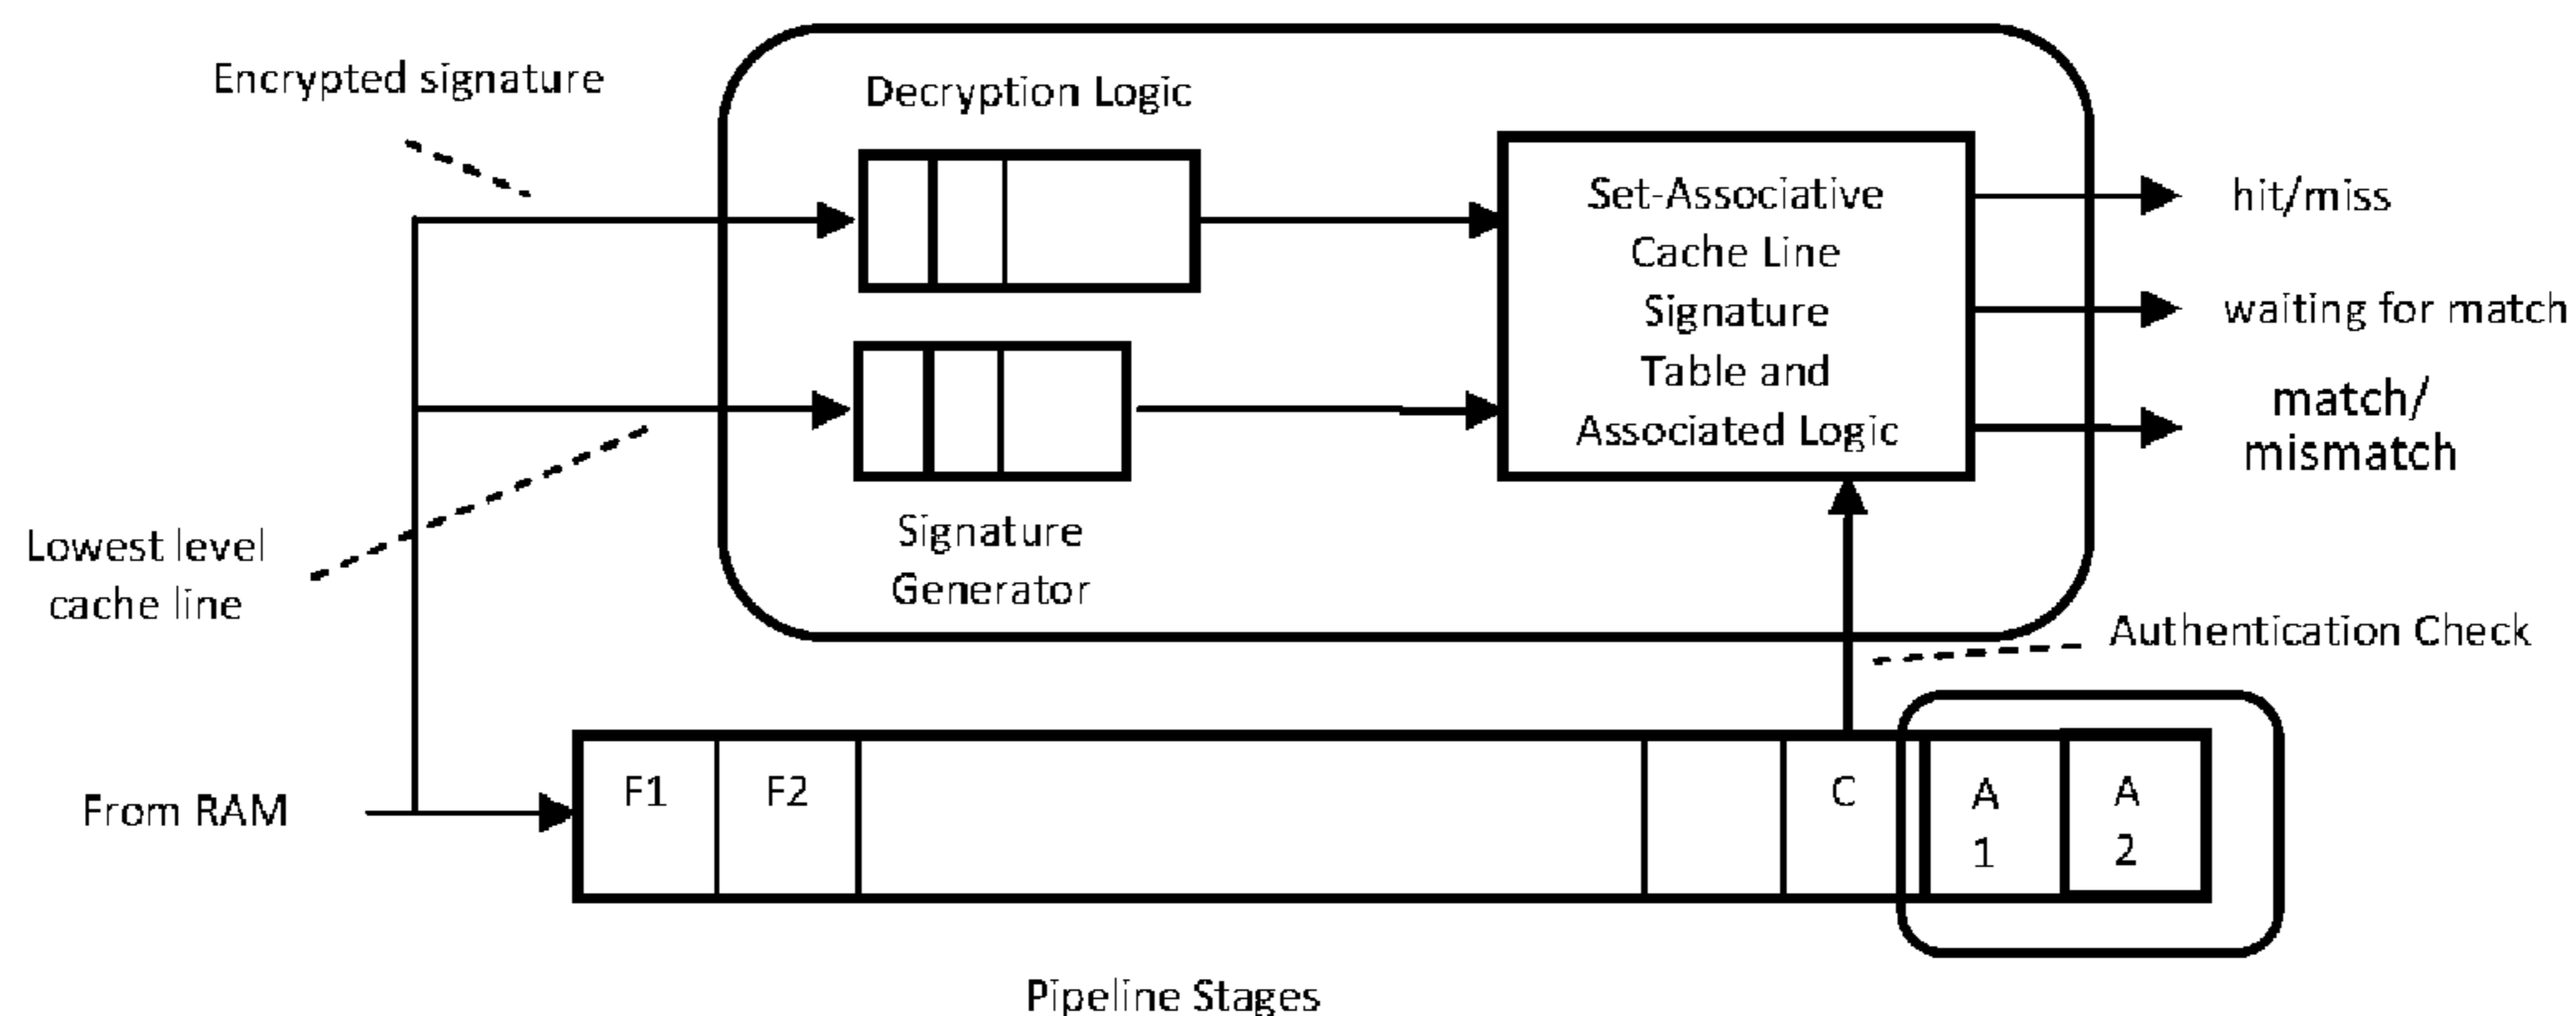 Encrypted signature
Decryption Logic
Set-Associative
Cache Line
Signature
Table and
Associated Logic
hit/miss
waiting for match
match/
mismatch
Lowest level
cache line
Signature
Generator
Authentication Check
From RAM
F1
F2
C
A
1
A
2
Pipeline Stages